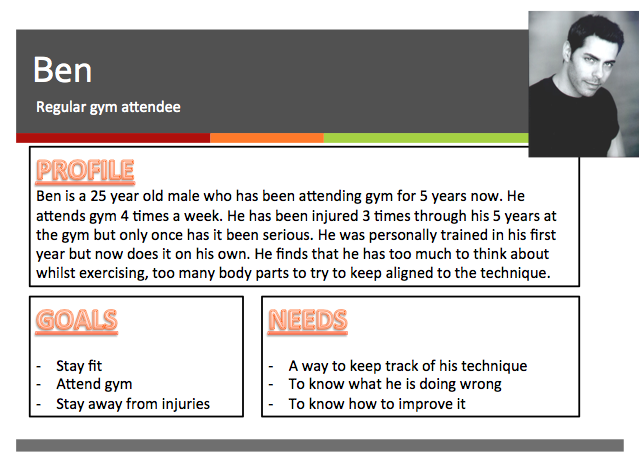 Ben
Regular gym attendee
PROFILE
Ben is a 25 year old male who has been attending gym for 5 years now. He
attends gym 4 times a week. He has been injured 3 times through his 5 years at
the gym but only once has it been serious. He was personally trained in his first
year but now does it on his own. He finds that he has too much to think about
whilst exercising, too many body parts to try to keep aligned to the technique.
GOALS
- Stay fit
- Attend gym
- Stay away from injuries
NEEDS
- A way to keep track of his technique
- To know what he is doing wrong
- To know how to improve it